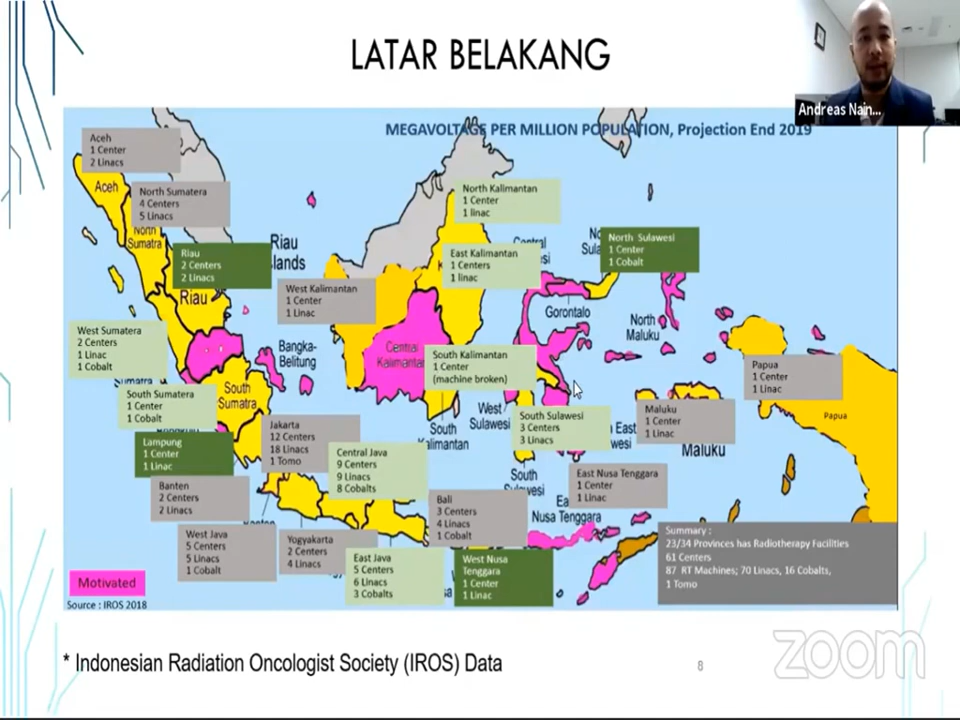 LATAR BELAKANG
Andreas Nain...
MEGAVOLTAGE PER MILLION POPULATION, Projection End 2019
Aceh
1 Center
2 Linacs
Aceh
North Sumatera
4 Centers
5 Linacs
North
Sumatra
Riau
2 Centers
2 Linacs
Riau
Riau
Islands
North Kalimantan
1 Center
1 linac
East Kalimantan
1 Centers
1 linac
North Sulawesi
1 Center
1 Cobalt
West Kalimantan
1 Center
1 Linac
Gorontalo
North
Maluku
Bangka-
Belitung
Central
Kalimantan
West Sumatera
2 Centers
1 Linac
1 Cobalt
Sumatra
South
Sumatra
South Kalimantan
1 Center
(machine broken)
Papua
1 Center
1 Linac
Papua
South Sumatera
1 Center
1 Cobalt
West
Sulawesi
South
Kalimantan
South Sulawesi
3 Centers
3 Linacs
Maluku
1 Center
1 Linac
Maluku
Lampung
1 Center
1 Linac
Jakarta
12 Centers
18 Linacs
1 Tomo
Central Java
9 Centers
9 Linacs
8 Cobalts
South
East Nusa Tenggara
1 Center
1 Linac
Nusa Tenggara
Banten
2 Centers
2 Linacs
Bali
3 Centers
4 Linacs
1 Cobalt
West Java
5 Centers
5 Linacs
1 Cobalt
Yogyakarta
2 Centers
4 Linacs
East Java
5 Centers
6 Linacs
3 Cobalts
West Nusa
Tenggara
1 Center
1 Linac
Summary :
23/34 Provinces has Radiotherapy Facilities
61 Centers
87 RT Machines; 70 Linacs, 16 Cobalts,
1 Tomo
Motivated
Source : IROS 2018
* Indonesian Radiation Oncologist Society (IROS) Data
8
zoom